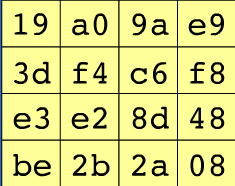 19 a0 9a e9
3d f4 c6 f8
e3 e2 8d 48
be 2b 2a 08